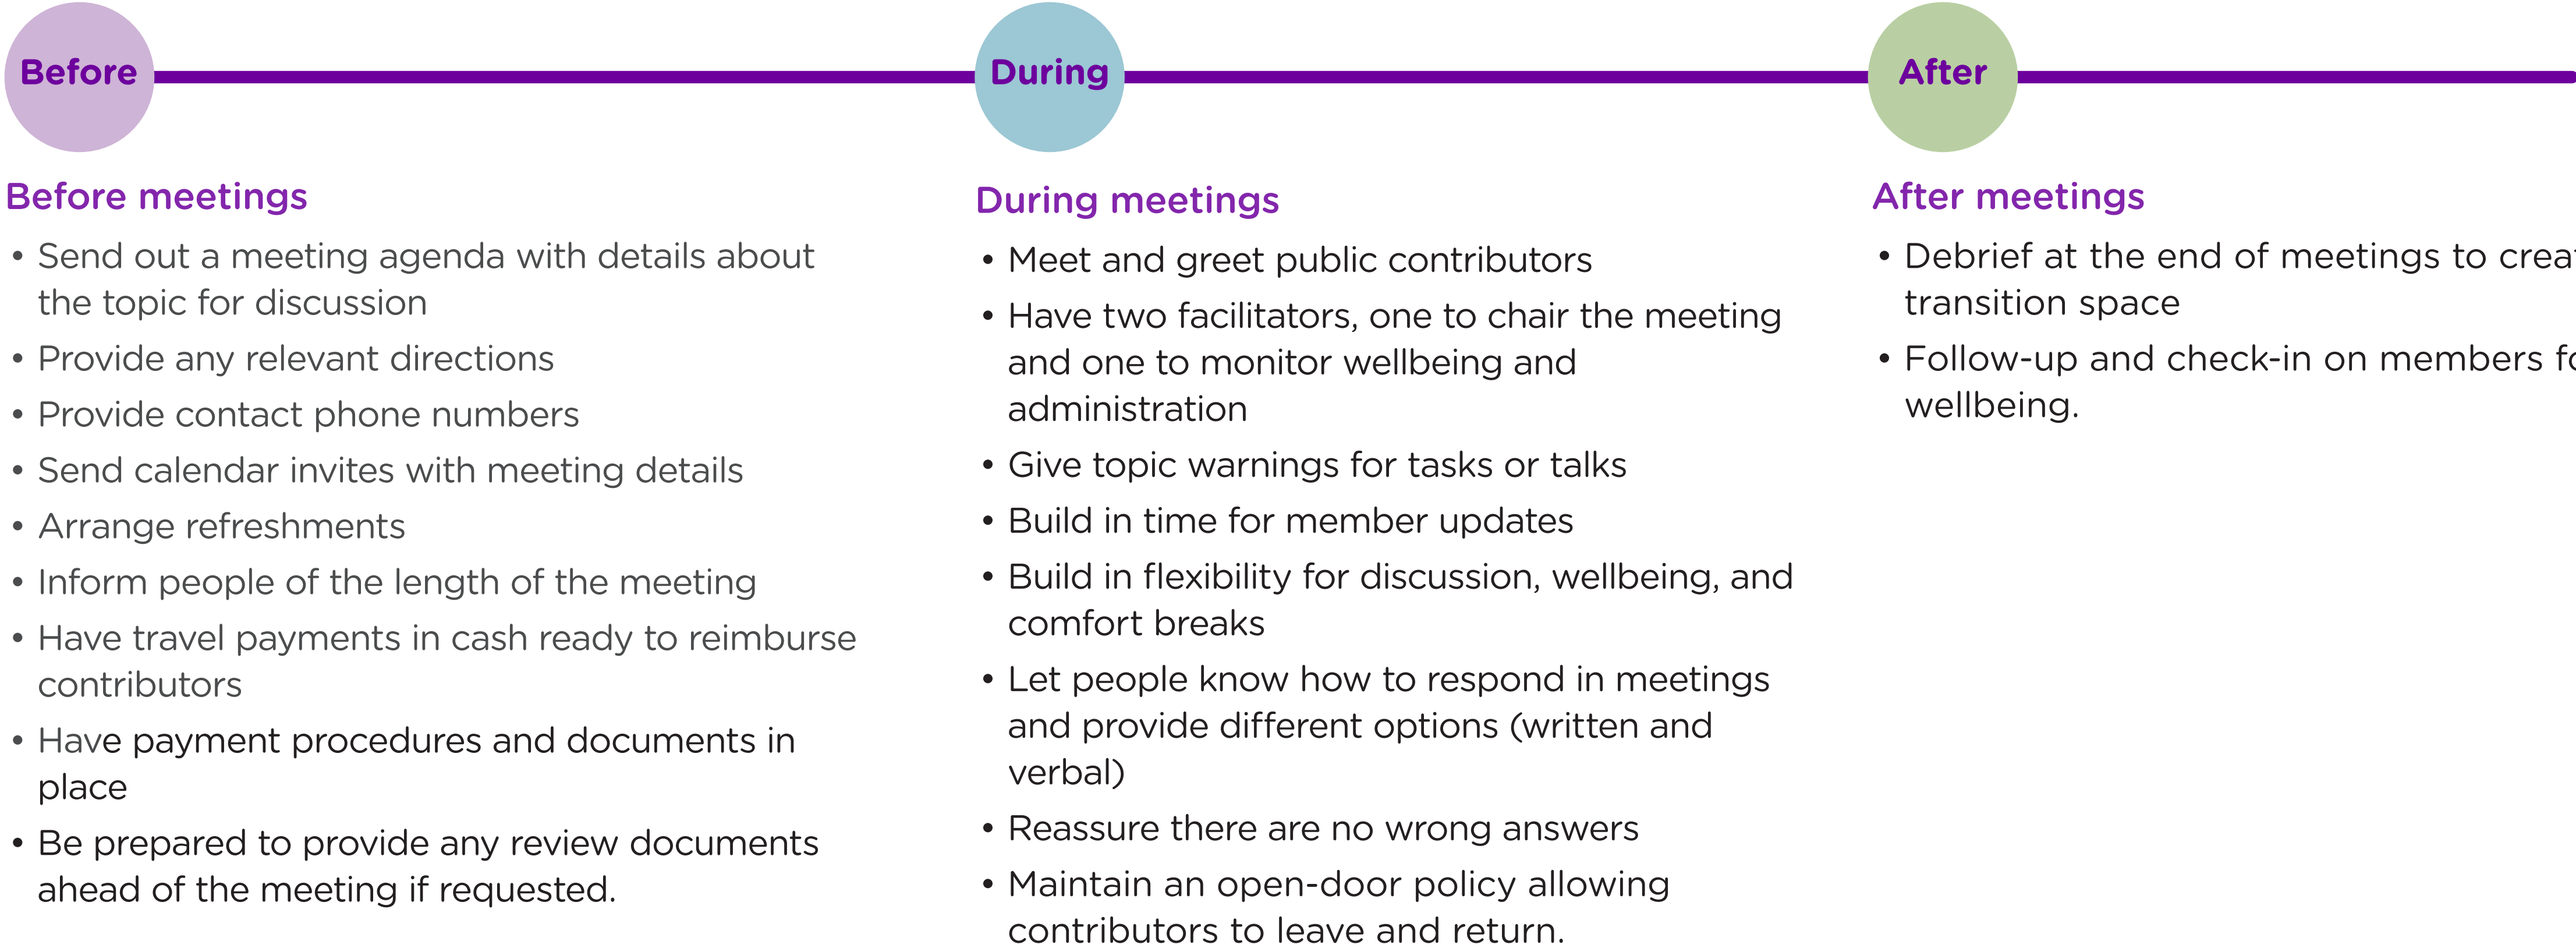 Before
During
After
Before meetings
• Send out a meeting agenda with details about
the topic for discussion
• Provide any relevant directions
• Provide contact phone numbers
• Send calendar invites with meeting details
• Arrange refreshments
• Inform people of the length of the meeting
• Have travel payments in cash ready to reimburse
contributors
• Have payment procedures and documents in
place
• Be prepared to provide any review documents
ahead of the meeting if requested.
During meetings
• Meet and greet public contributors
• Have two facilitators, one to chair the meeting
and one to monitor wellbeing and
administration
• Give topic warnings for tasks or talks
• Build in time for member updates
• Build in flexibility for discussion, wellbeing, and
comfort breaks
• Let people know how to respond in meetings
and provide different options (written and
verbal)
• Reassure there are no wrong answers
• Maintain an open-door policy allowing
contributors to leave and return.
After meetings
• Debrief at the end of meetings to
transition space
• Follow-up and check-in on members
wellbeing.